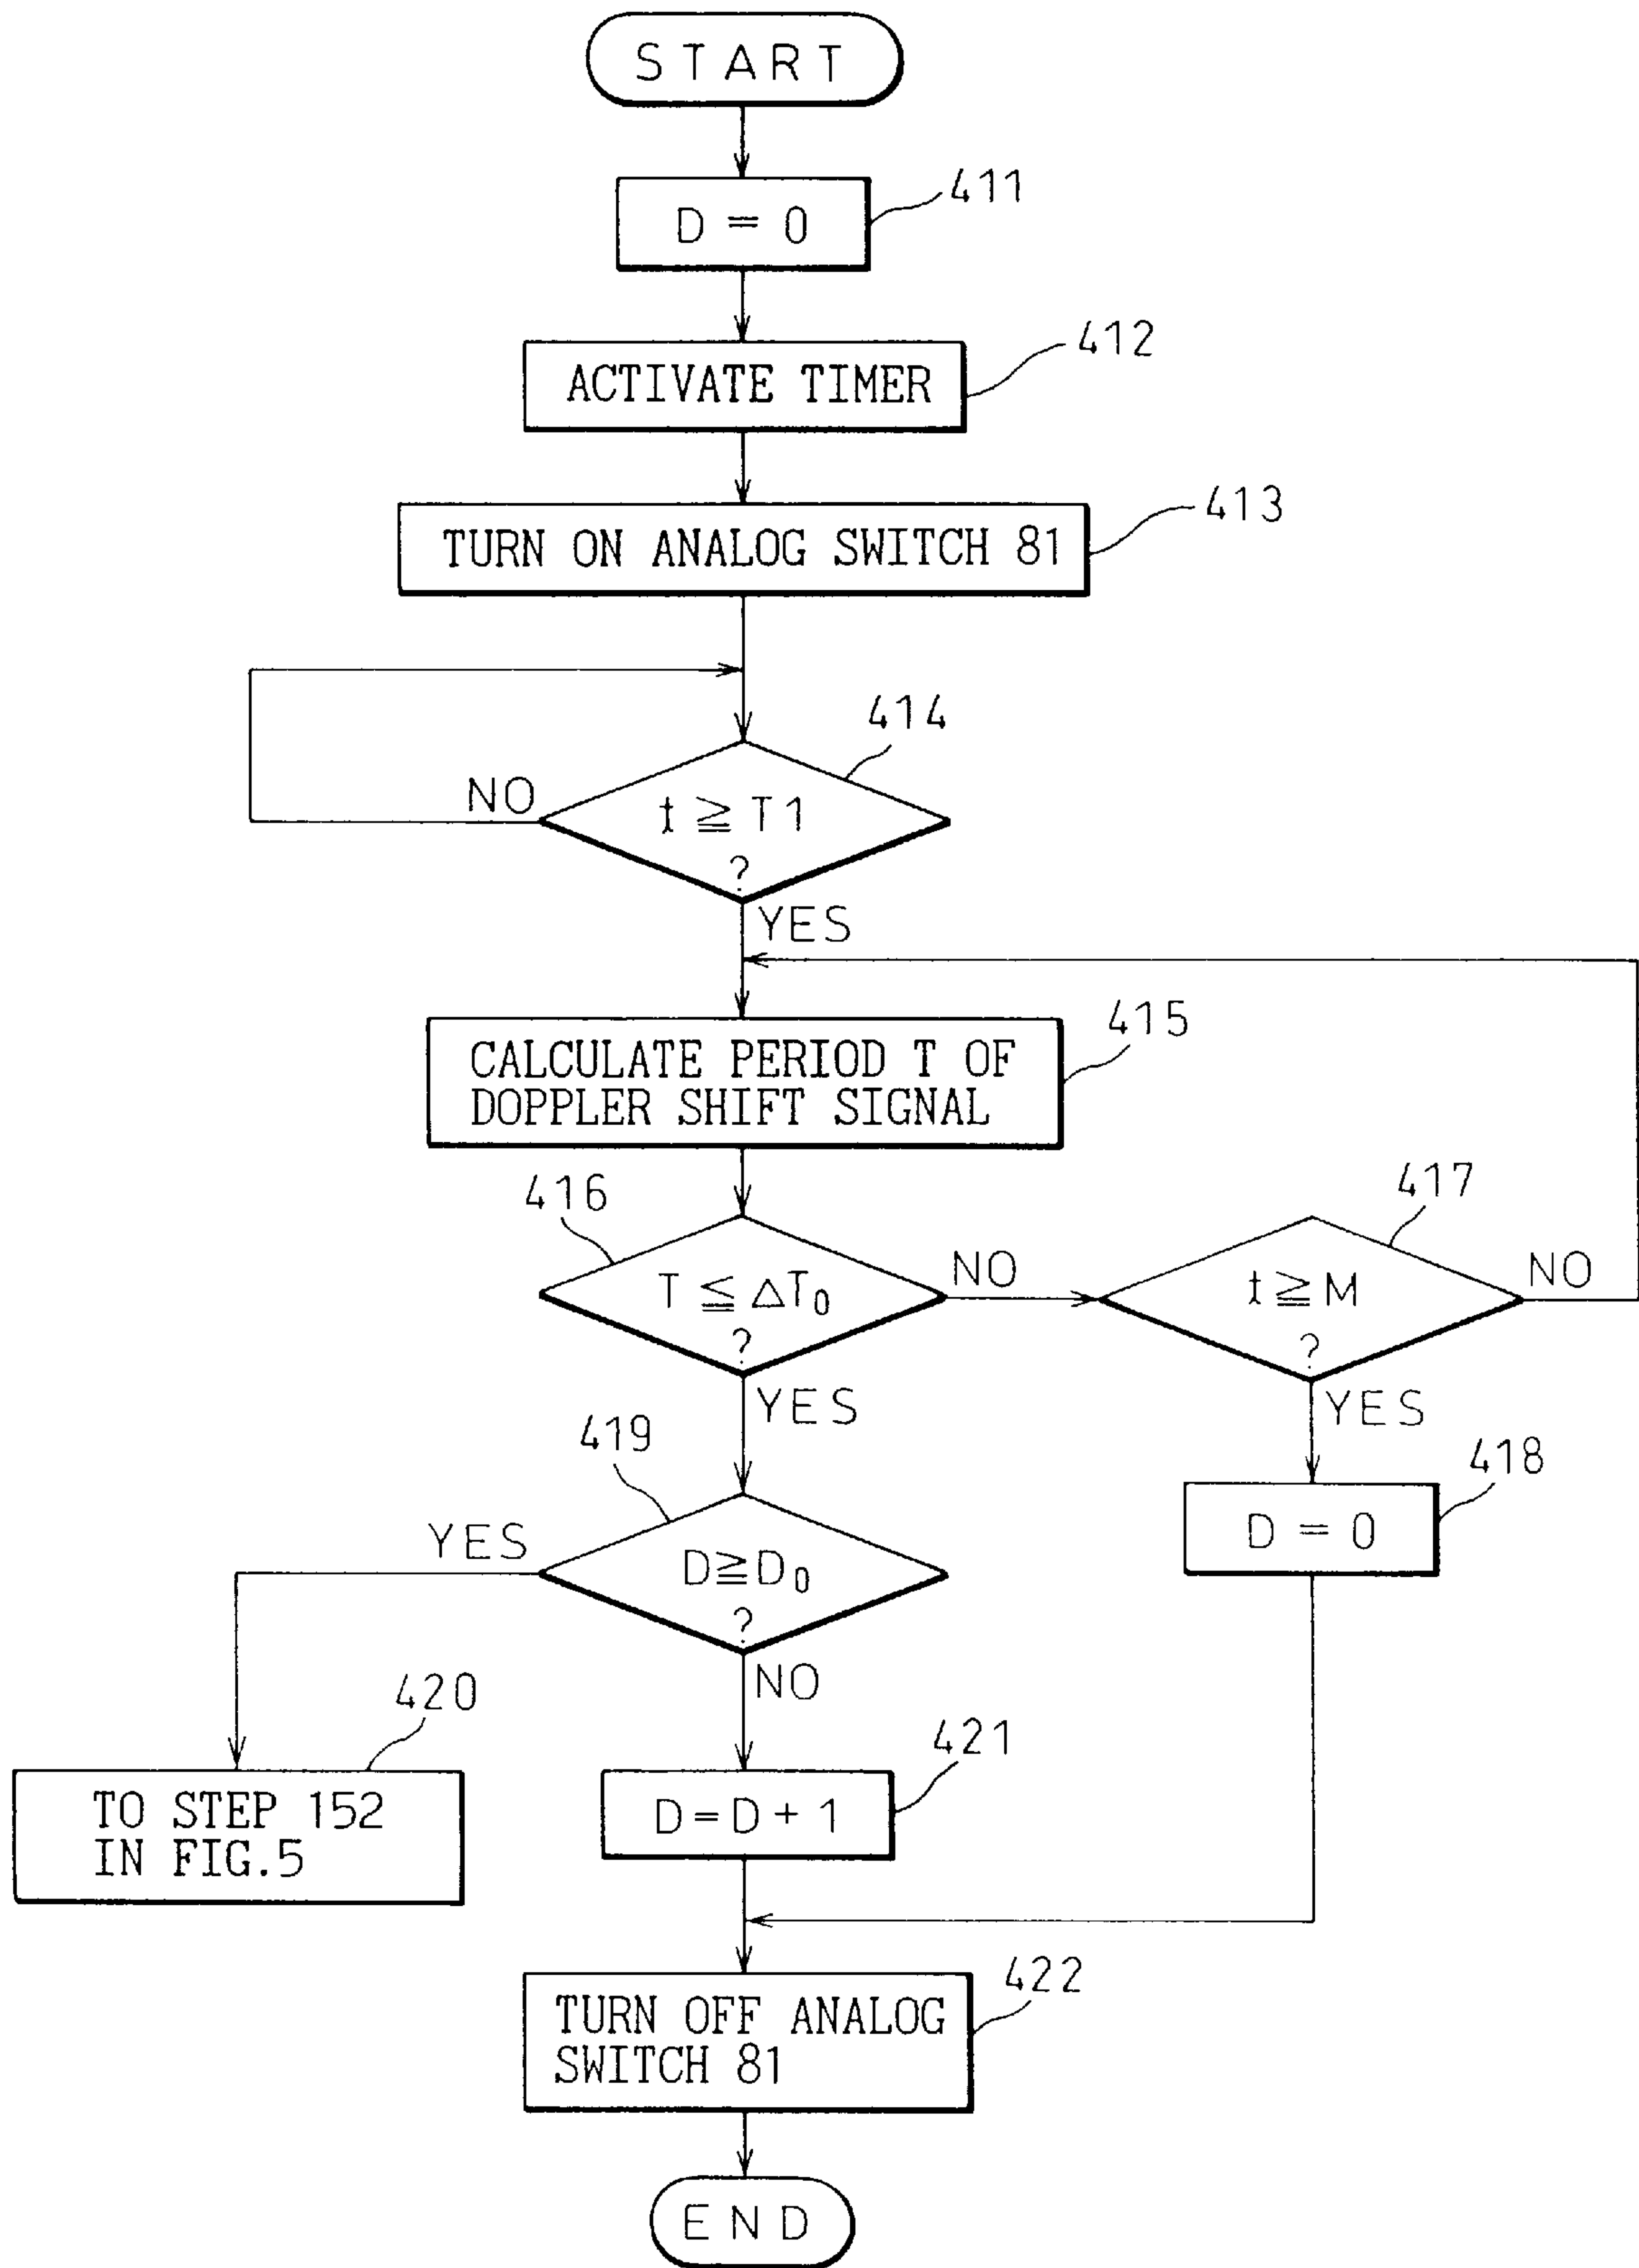 START
411
D = 0
412
ACTIVATE TIMER
413
TURN ON ANALOG SWITCH 81
414
NO
t ≧ T1
?
YES
415
CALCULATE PERIOD T OF
DOPPLER SHIFT SIGNAL
416
417
T ≦ ΔT₀
?
NO
t ≧ M
?
NO
YES
YES
419
418
YES
D≧D₀
?
D = 0
NO
420
421
TO STEP 152
IN FIG.5
D=D+1
422
TURN OFF ANALOG
SWITCH 81
END